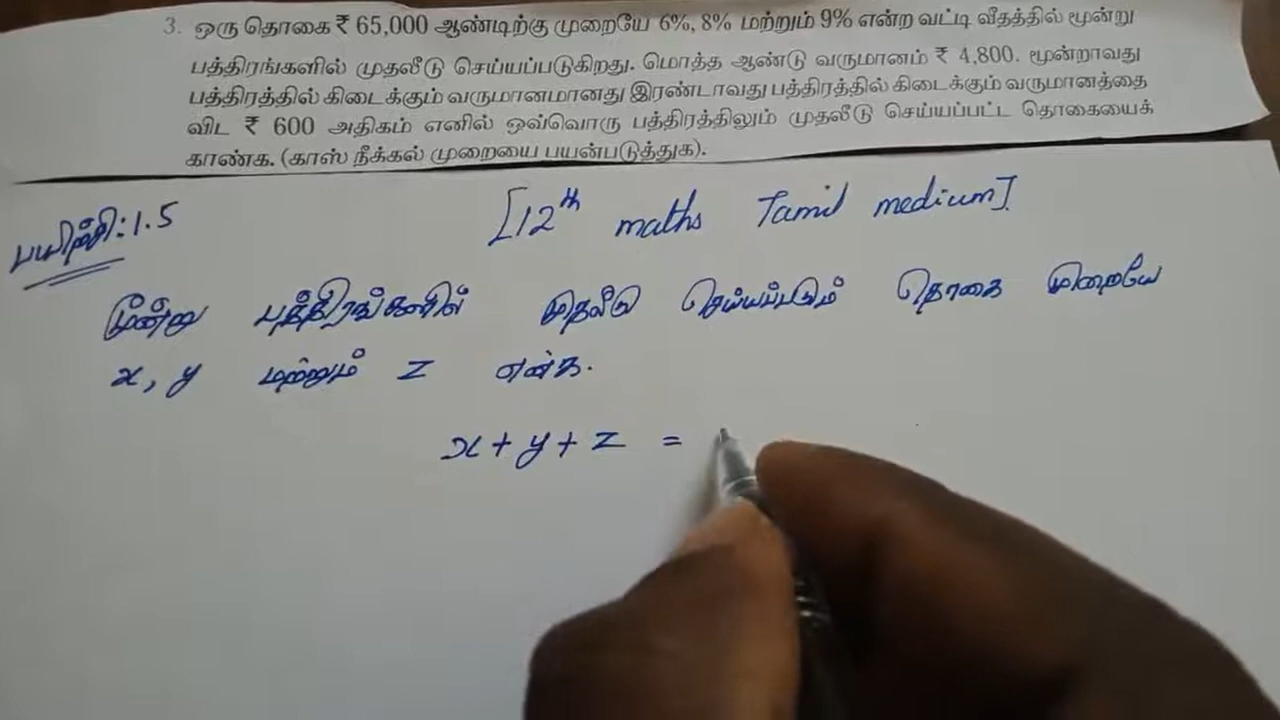 3. ஒரு தொகை ₹ 65,000 ஆண்டிற்கு முறையே 6%, 8% மற்றும் 9% என்ற வட்டி வீதத்தில் மூன்று
பத்திரங்களில் முதலீடு செய்யப்படுகிறது. மொத்த ஆண்டு வருமானம் ₹ 4,800. மூன்றாவது
பத்திரத்தில் கிடைக்கும் வருமானமானது இரண்டாவது பத்திரத்தில் கிடைக்கும் வருமானத்தை
விட ₹ 600 அதிகம் எனில் ஒவ்வொரு பத்திரத்திலும் முதலீடு செய்யப்பட்ட தொகையைக்
காண்க. (காஸ் நீக்கல் முறையை பயன்படுத்துக).
பயிற்சி: 1.5
[12th maths Tamil medium]
மூன்று பத்திரங்களில் முதலீடு செய்யப்படும் தொகை முறையே
x, y மற்றும் z என்க.
x + y + z =